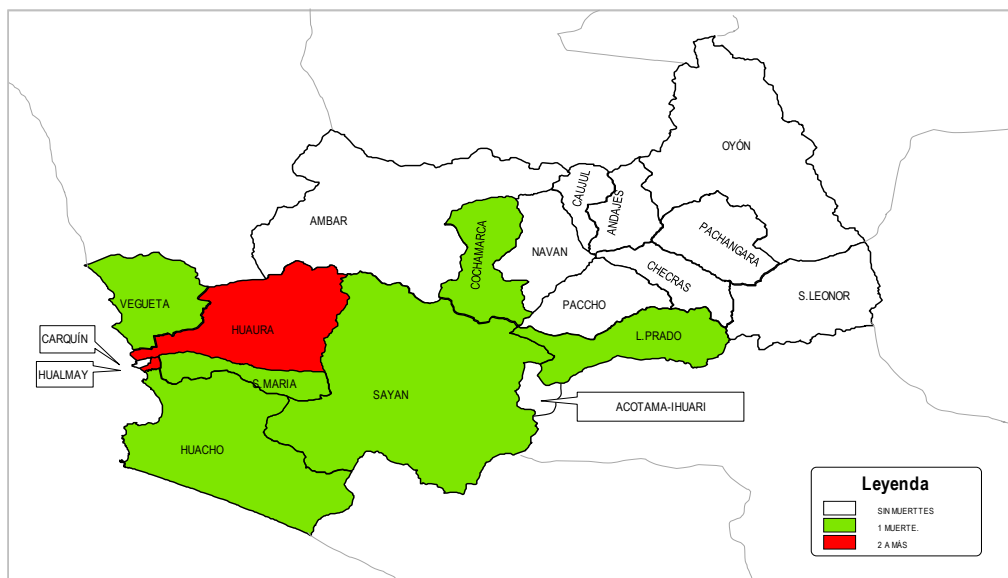 OYÓN
CAUJUL
ANDAJES
AMBAR
PACHANGARA
COCHAMARCA
NAVAN
CHECRAS
S.LEONOR
VEGUETA
PACCHO
HUAURA
L.PRADO
CARQUÍN
HUALMAY
S.MARIA
SAYAN
ACOTAMA-IHUARI
HUACHO
Leyenda
SIN MUERTTES
1 MUERTE.
2 A MÁS